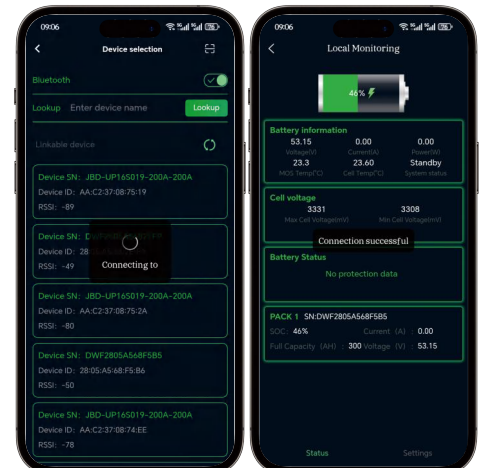 09:06
Device selection
Bluetooth
Lookup Enter device name Lookup
Linkable device
Device SN: JBD-UP16S019-200A-200A
Device ID: AA:C2:37:08:75:19
RSSI: -89
Device SN:
Device ID: 28:
RSSI: -49
Connecting to
Device SN: JBD-UP16S019-200A-200A
Device ID: AA:C2:37:08:75:2A
RSSI: -80
Device SN: DWF2805A568F5B5
Device ID: 28:05:A5:68:F5:B6
RSSI: -50
Device SN: JBD-UP16S019-200A-200A
Device ID: AA:C2:37:08:74:EE
RSSI: -78
09:06
Local Monitoring
46%
Battery information
53.15 0.00 0.00
Voltage(V) Current(A) Power(W)
23.3 23.60 Standby
MOS Temp(°C) Cell Temp(°C) System status
Cell voltage
3331 3308
Max Cell Voltage(mV) Min Cell Voltage(mV)
Connection successful
Battery Status
No protection data
PACK 1 SN:DWF2805A568F5B5
SOC: 46% Current (A) : 0.00
Full Capacity (AH) : 300 Voltage (V) : 53.15
Status Settings